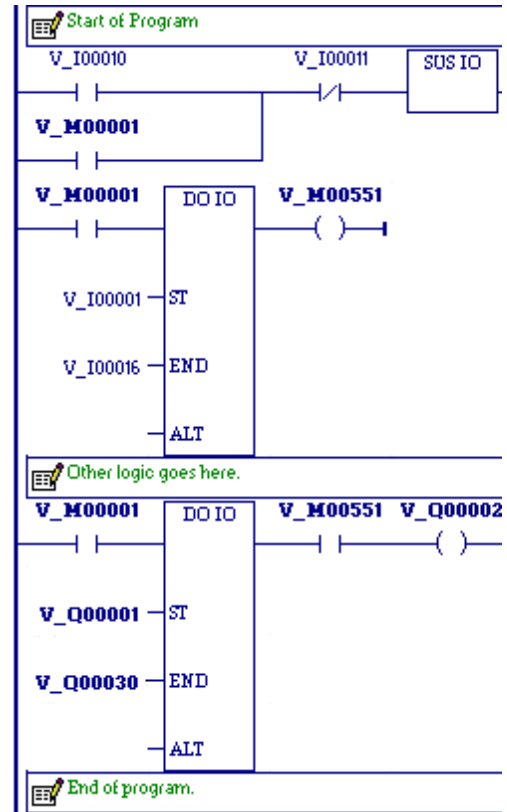 Start of Program
V_I00010 V_I00011 SUS IO
V_M00001
V_M00001 DO IO V_M00551
V_I00001 ST
V_I00016 END
ALT
Other logic goes here.
V_M00001 DO IO V_M00551 V_Q00002
V_Q00001 ST
V_Q00030 END
ALT
End of program.